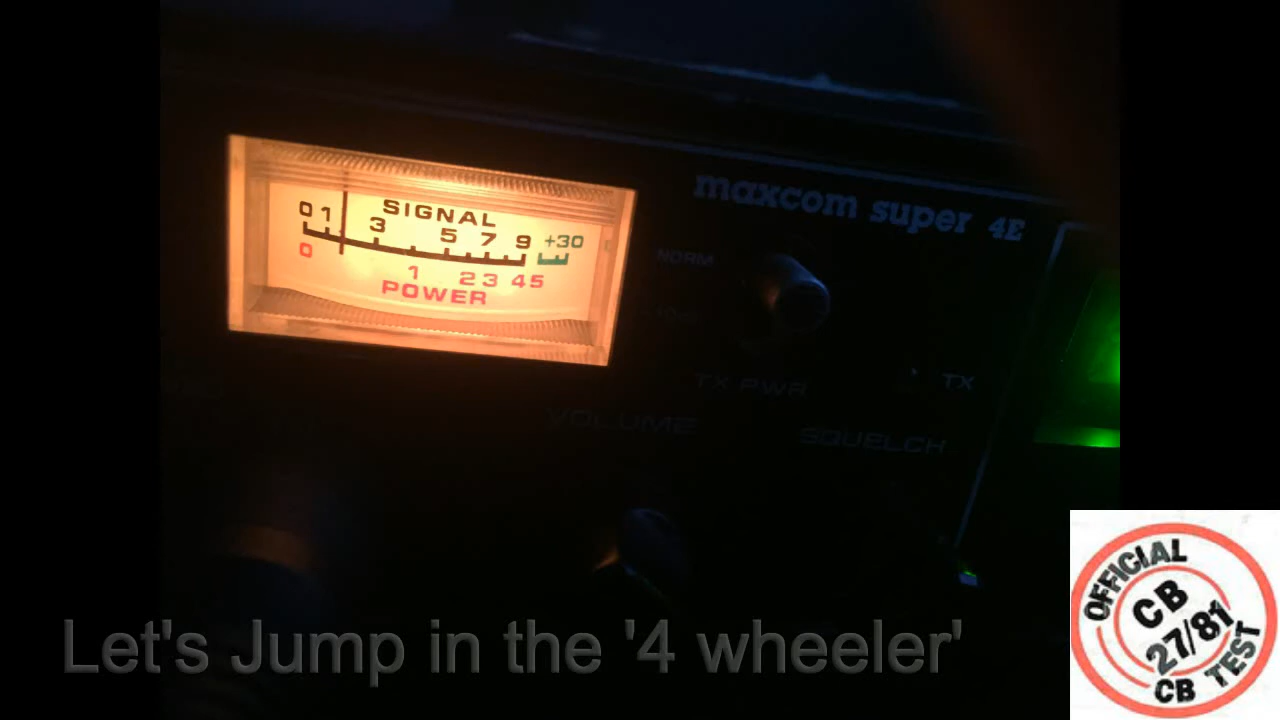 maxcom super 4E
SIGNAL
0 1 3 5 7 9 +30
0 1 2 3 4 5
POWER
NORM
TX PWR
TX
VOLUME
SQUELCH
Let's Jump in the '4 wheeler'
OFFICIAL
CB
27/81
CB TEST